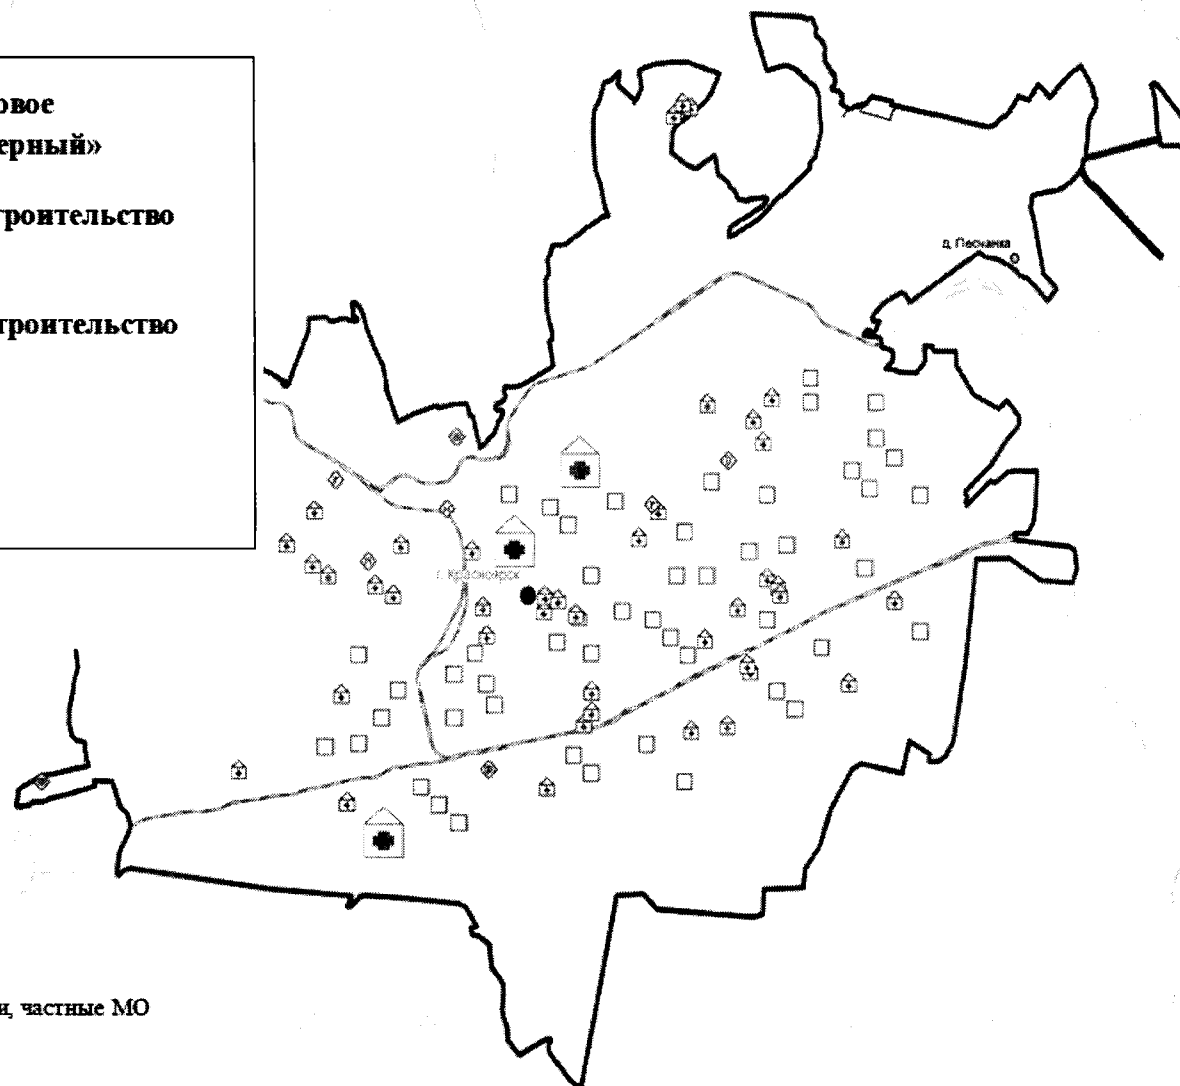 овое
ерный»
троительство
троительство
д. Песчанка
г. Красноярск
и, частные МО